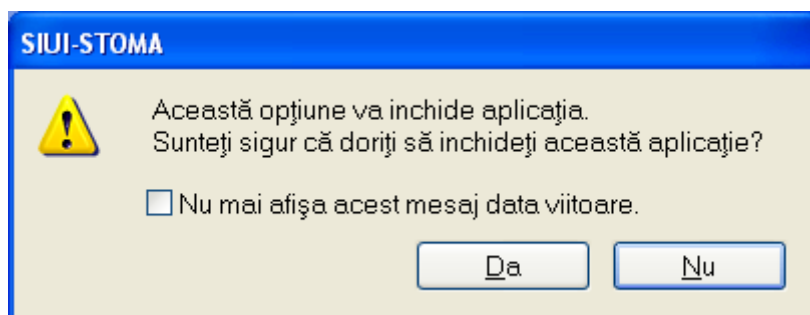 SIUI-STOMA
Această opţiune va inchide aplicaţia.
Sunteţi sigur că doriţi să inchideţi această aplicaţie?
Nu mai afişa acest mesaj data viitoare.
Da Nu